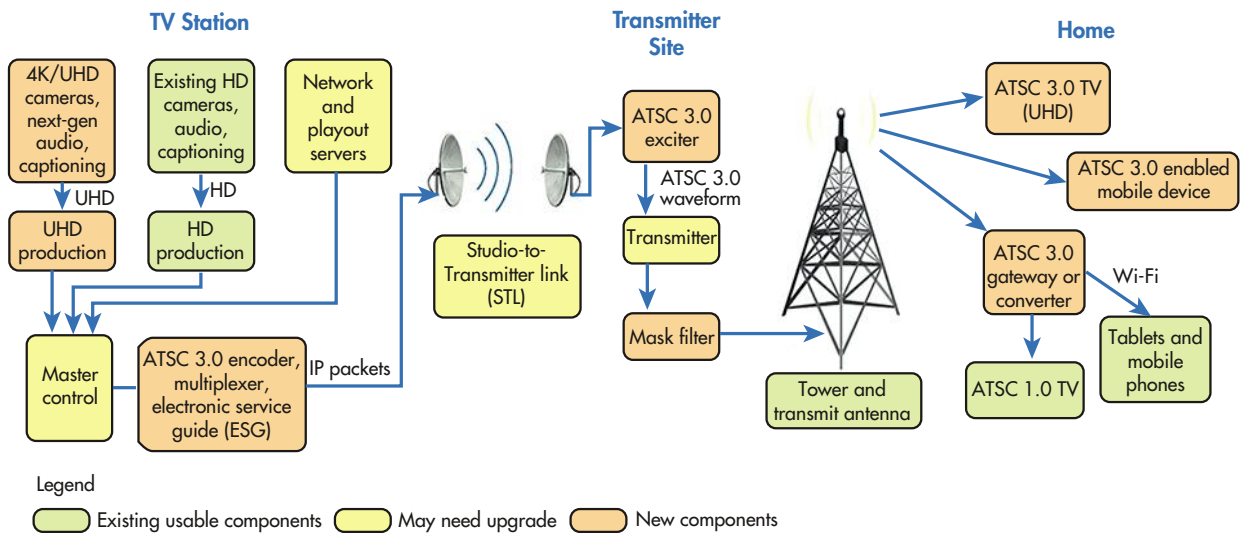 TV Station
Transmitter
Site
Home
4K/UHD
cameras,
next-gen
audio,
captioning
Existing HD
cameras,
audio,
captioning
Network
and
playout
servers
UHD
HD
UHD
production
HD
production
Master
control
ATSC 3.0 encoder,
multiplexer,
electronic service
guide (ESG)
IP packets
Studio-to-
Transmitter link
(STL)
ATSC 3.0
exciter
ATSC 3.0
waveform
Transmitter
Mask filter
Tower and
transmit antenna
ATSC 3.0 TV
(UHD)
ATSC 3.0 enabled
mobile device
ATSC 3.0
gateway or
converter
Wi-Fi
ATSC 1.0 TV
Tablets and
mobile
phones
Legend
Existing usable components
May need upgrade
New components